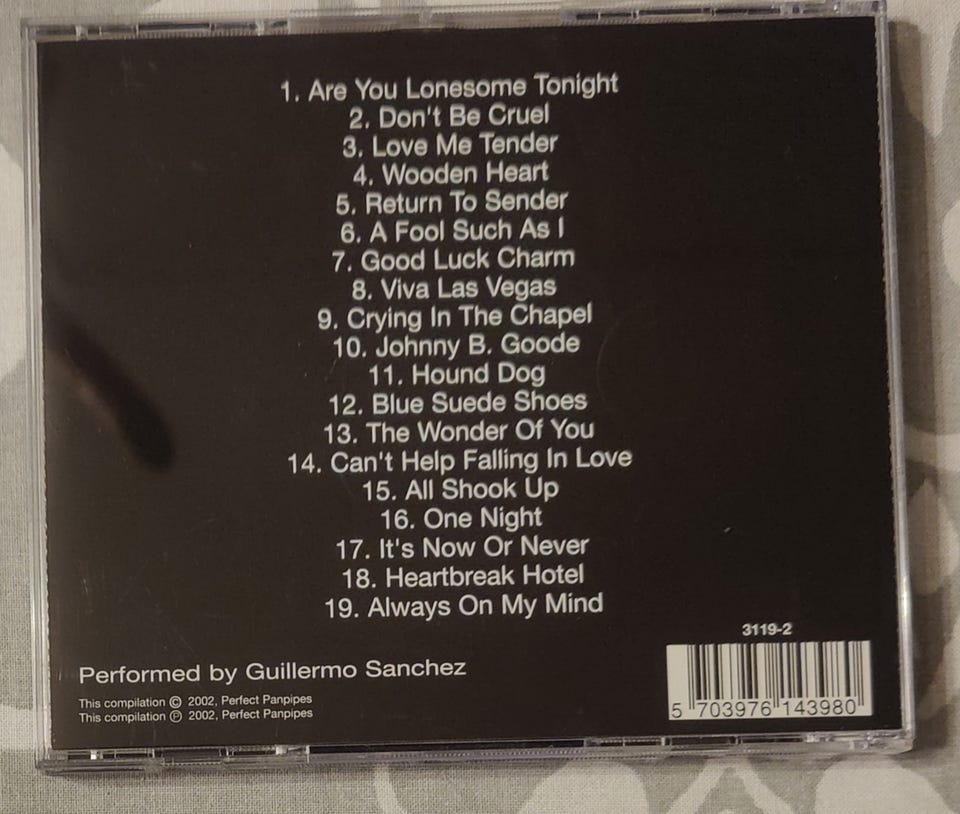 1. Are You Lonesome Tonight
2. Don't Be Cruel
3. Love Me Tender
4. Wooden Heart
5. Return To Sender
6. A Fool Such As I
7. Good Luck Charm
8. Viva Las Vegas
9. Crying In The Chapel
10. Johnny B. Goode
11. Hound Dog
12. Blue Suede Shoes
13. The Wonder Of You
14. Can't Help Falling In Love
15. All Shook Up
16. One Night
17. It's Now Or Never
18. Heartbreak Hotel
19. Always On My Mind
Performed by Guillermo Sanchez
This compilation © 2002, Perfect Panpipes
This compilation ℗ 2002, Perfect Panpipes
3119-2
5 703976 143980